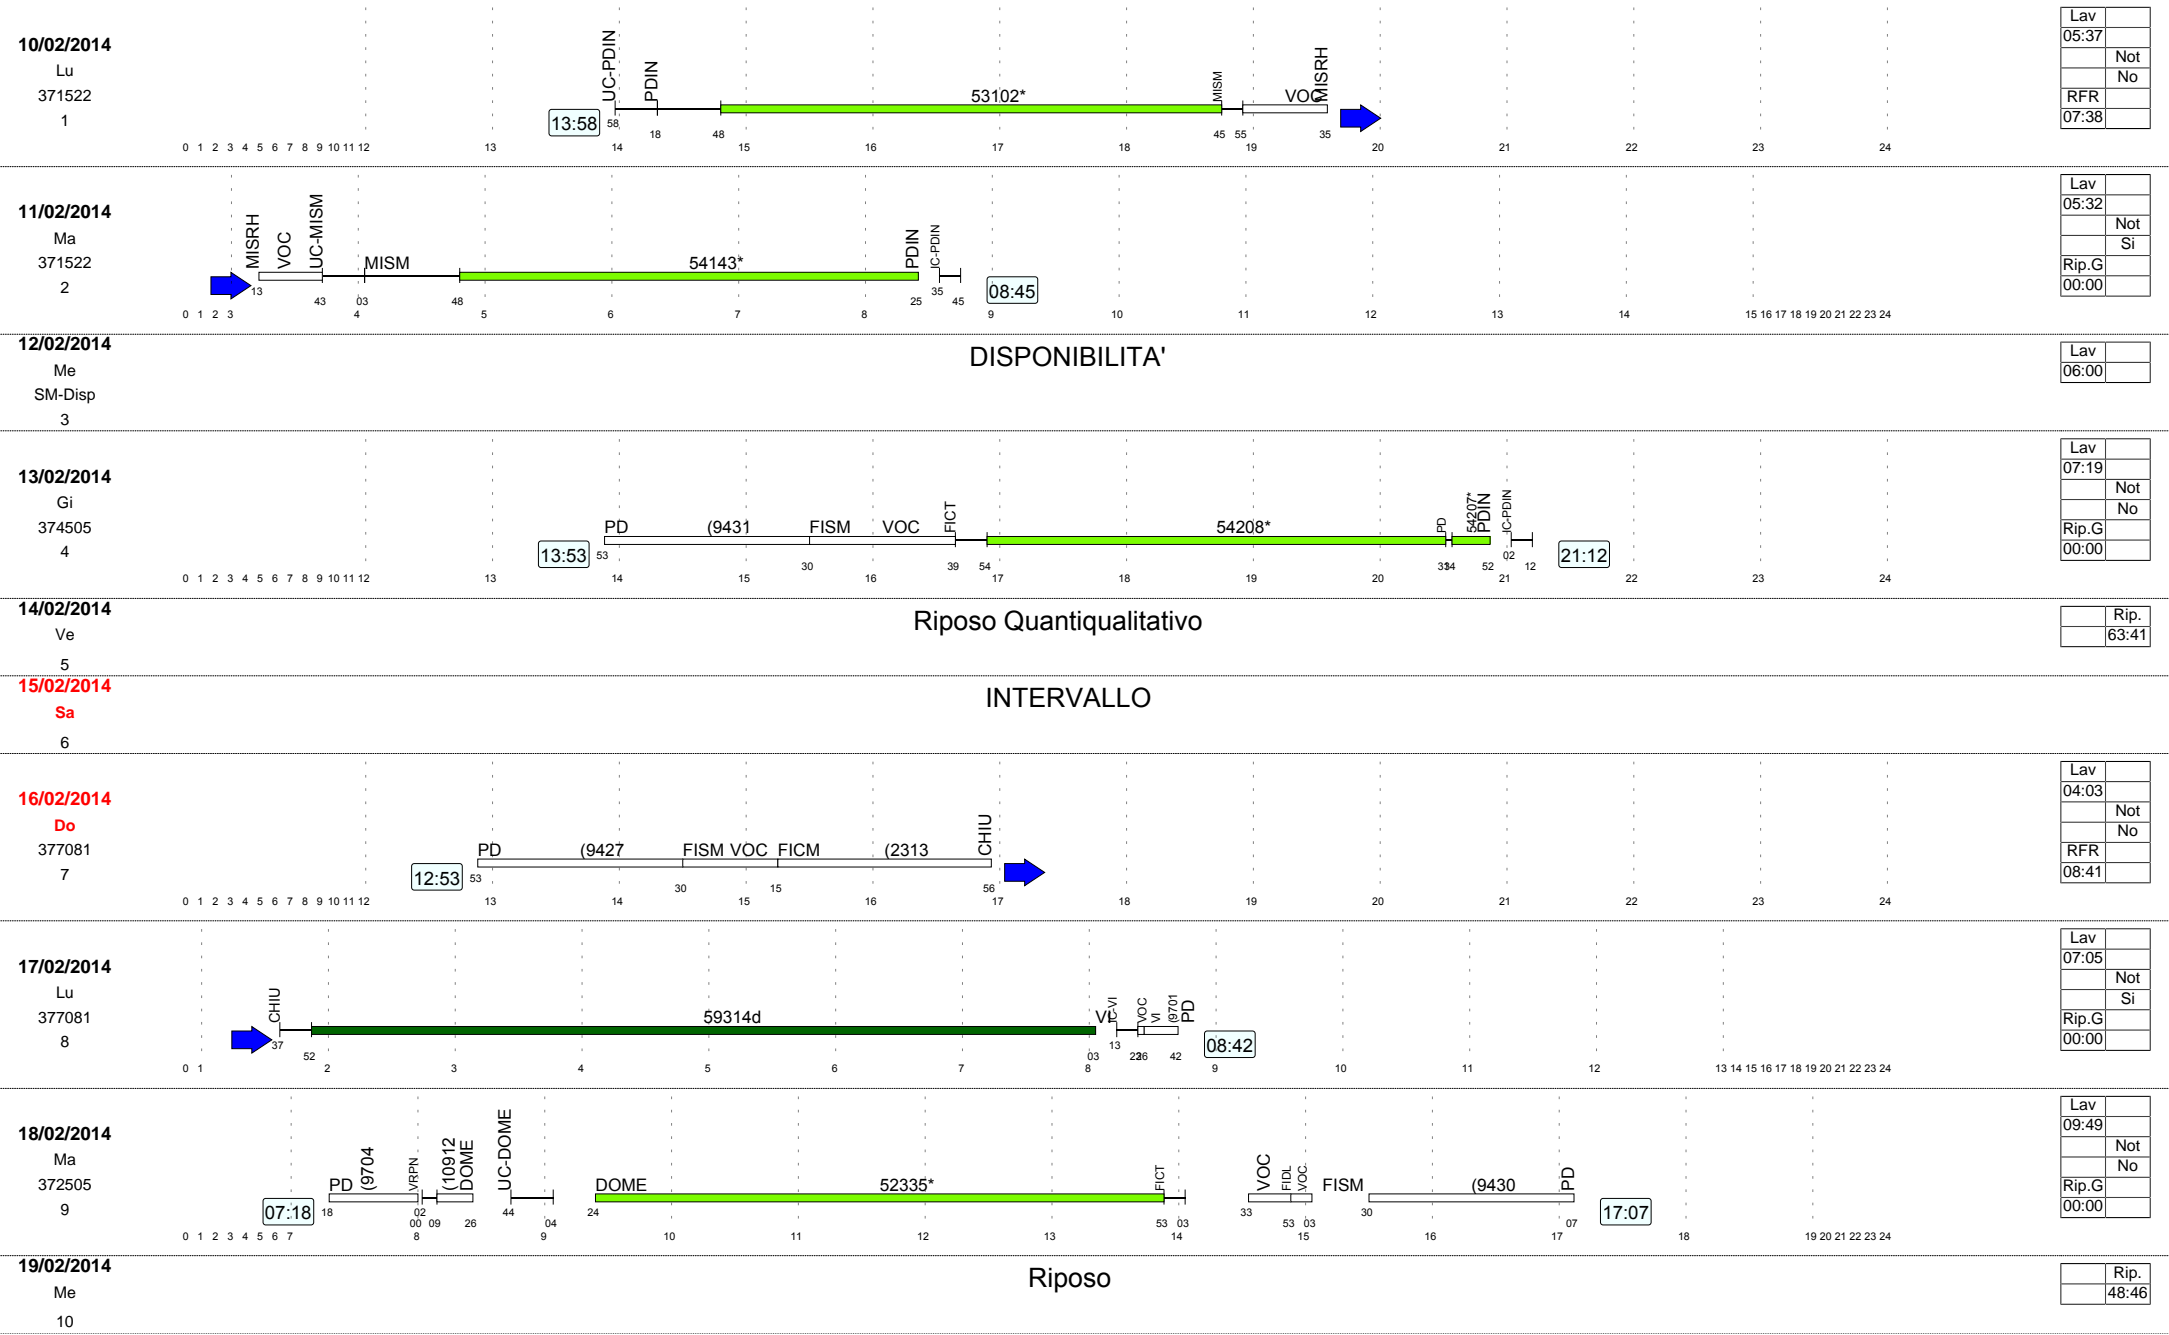 10/02/2014
Lu
371522
1
13:58
UC-PDIN PDIN 53102* MISM VOC MISRH
58 18 48 45 55 35
0 1 2 3 4 5 6 7 8 9 10 11 12 13 14 15 16 17 18 19 20 21 22 23 24
Lav
05:37
Not
No
RFR
07:38
11/02/2014
Ma
371522
2
MISRH VOC UC-MISM MISM 54143* PDIN IC-PDIN
13 43 03 48 25 35 45
08:45
0 1 2 3 4 5 6 7 8 9 10 11 12 13 14 15 16 17 18 19 20 21 22 23 24
Lav
05:32
Not
Si
Rip.G
00:00
12/02/2014
Me
SM-Disp
3
DISPONIBILITA'
Lav
06:00
13/02/2014
Gi
374505
4
13:53
PD (9431 FISM VOC FICT 54208* PD 54207* PDIN IC-PDIN
53 30 39 54 34 52 02 12
21:12
0 1 2 3 4 5 6 7 8 9 10 11 12 13 14 15 16 17 18 19 20 21 22 23 24
Lav
07:19
Not
No
Rip.G
00:00
14/02/2014
Ve
5
Riposo Quantiqualitativo
Rip.
63:41
15/02/2014
Sa
6
INTERVALLO
16/02/2014
Do
377081
7
12:53
PD (9427 FISM VOC FICM (2313 CHIU
53 30 15 56
0 1 2 3 4 5 6 7 8 9 10 11 12 13 14 15 16 17 18 19 20 21 22 23 24
Lav
04:03
Not
No
RFR
08:41
17/02/2014
Lu
377081
8
CHIU 59314d VI IC-VI VOC VI (9701 PD
37 52 03 13 26 42
08:42
0 1 2 3 4 5 6 7 8 9 10 11 12 13 14 15 16 17 18 19 20 21 22 23 24
Lav
07:05
Not
Si
Rip.G
00:00
18/02/2014
Ma
372505
9
07:18
PD (9704 VRPN (10912 DOME UC-DOME DOME 52335* FICT VOC FIDL VOC FISM (9430 PD
18 00 02 09 26 44 04 24 53 03 33 53 03 30 07
17:07
0 1 2 3 4 5 6 7 8 9 10 11 12 13 14 15 16 17 18 19 20 21 22 23 24
Lav
09:49
Not
No
Rip.G
00:00
19/02/2014
Me
10
Riposo
Rip.
48:46